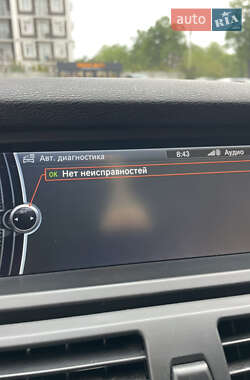 AUTO RIA
Авт. диагностика 8:43 Аудио
OK Нет неисправностей